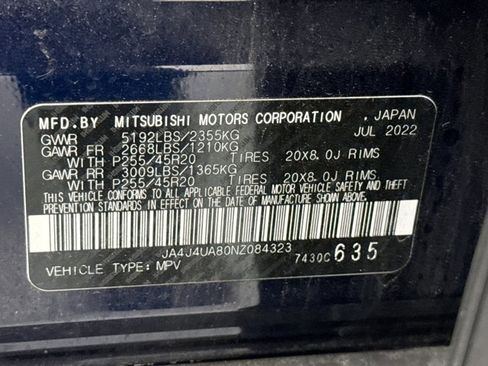 MFD.BY MITSUBISHI MOTORS CORPORATION , JAPAN
GVWR 5192LBS/2355KG JUL 2022
GAWR FR 2668LBS/1210KG
WITH P255/45R20 TIRES 20X8.0J RIMS
GAWR RR 3009LBS/1365KG
WITH P255/45R20 TIRES 20X8.0J RIMS
THIS VEHICLE CONFORMS TO ALL APPLICABLE FEDERAL MOTOR VEHICLE SAFETY AND THEFT
PREVENTION STANDARDS IN EFFECT ON THE DATE OF MANUFACTURE SHOWN ABOVE.
JA4J4UA80NZ084323
VEHICLE TYPE: MPV 7430C 635